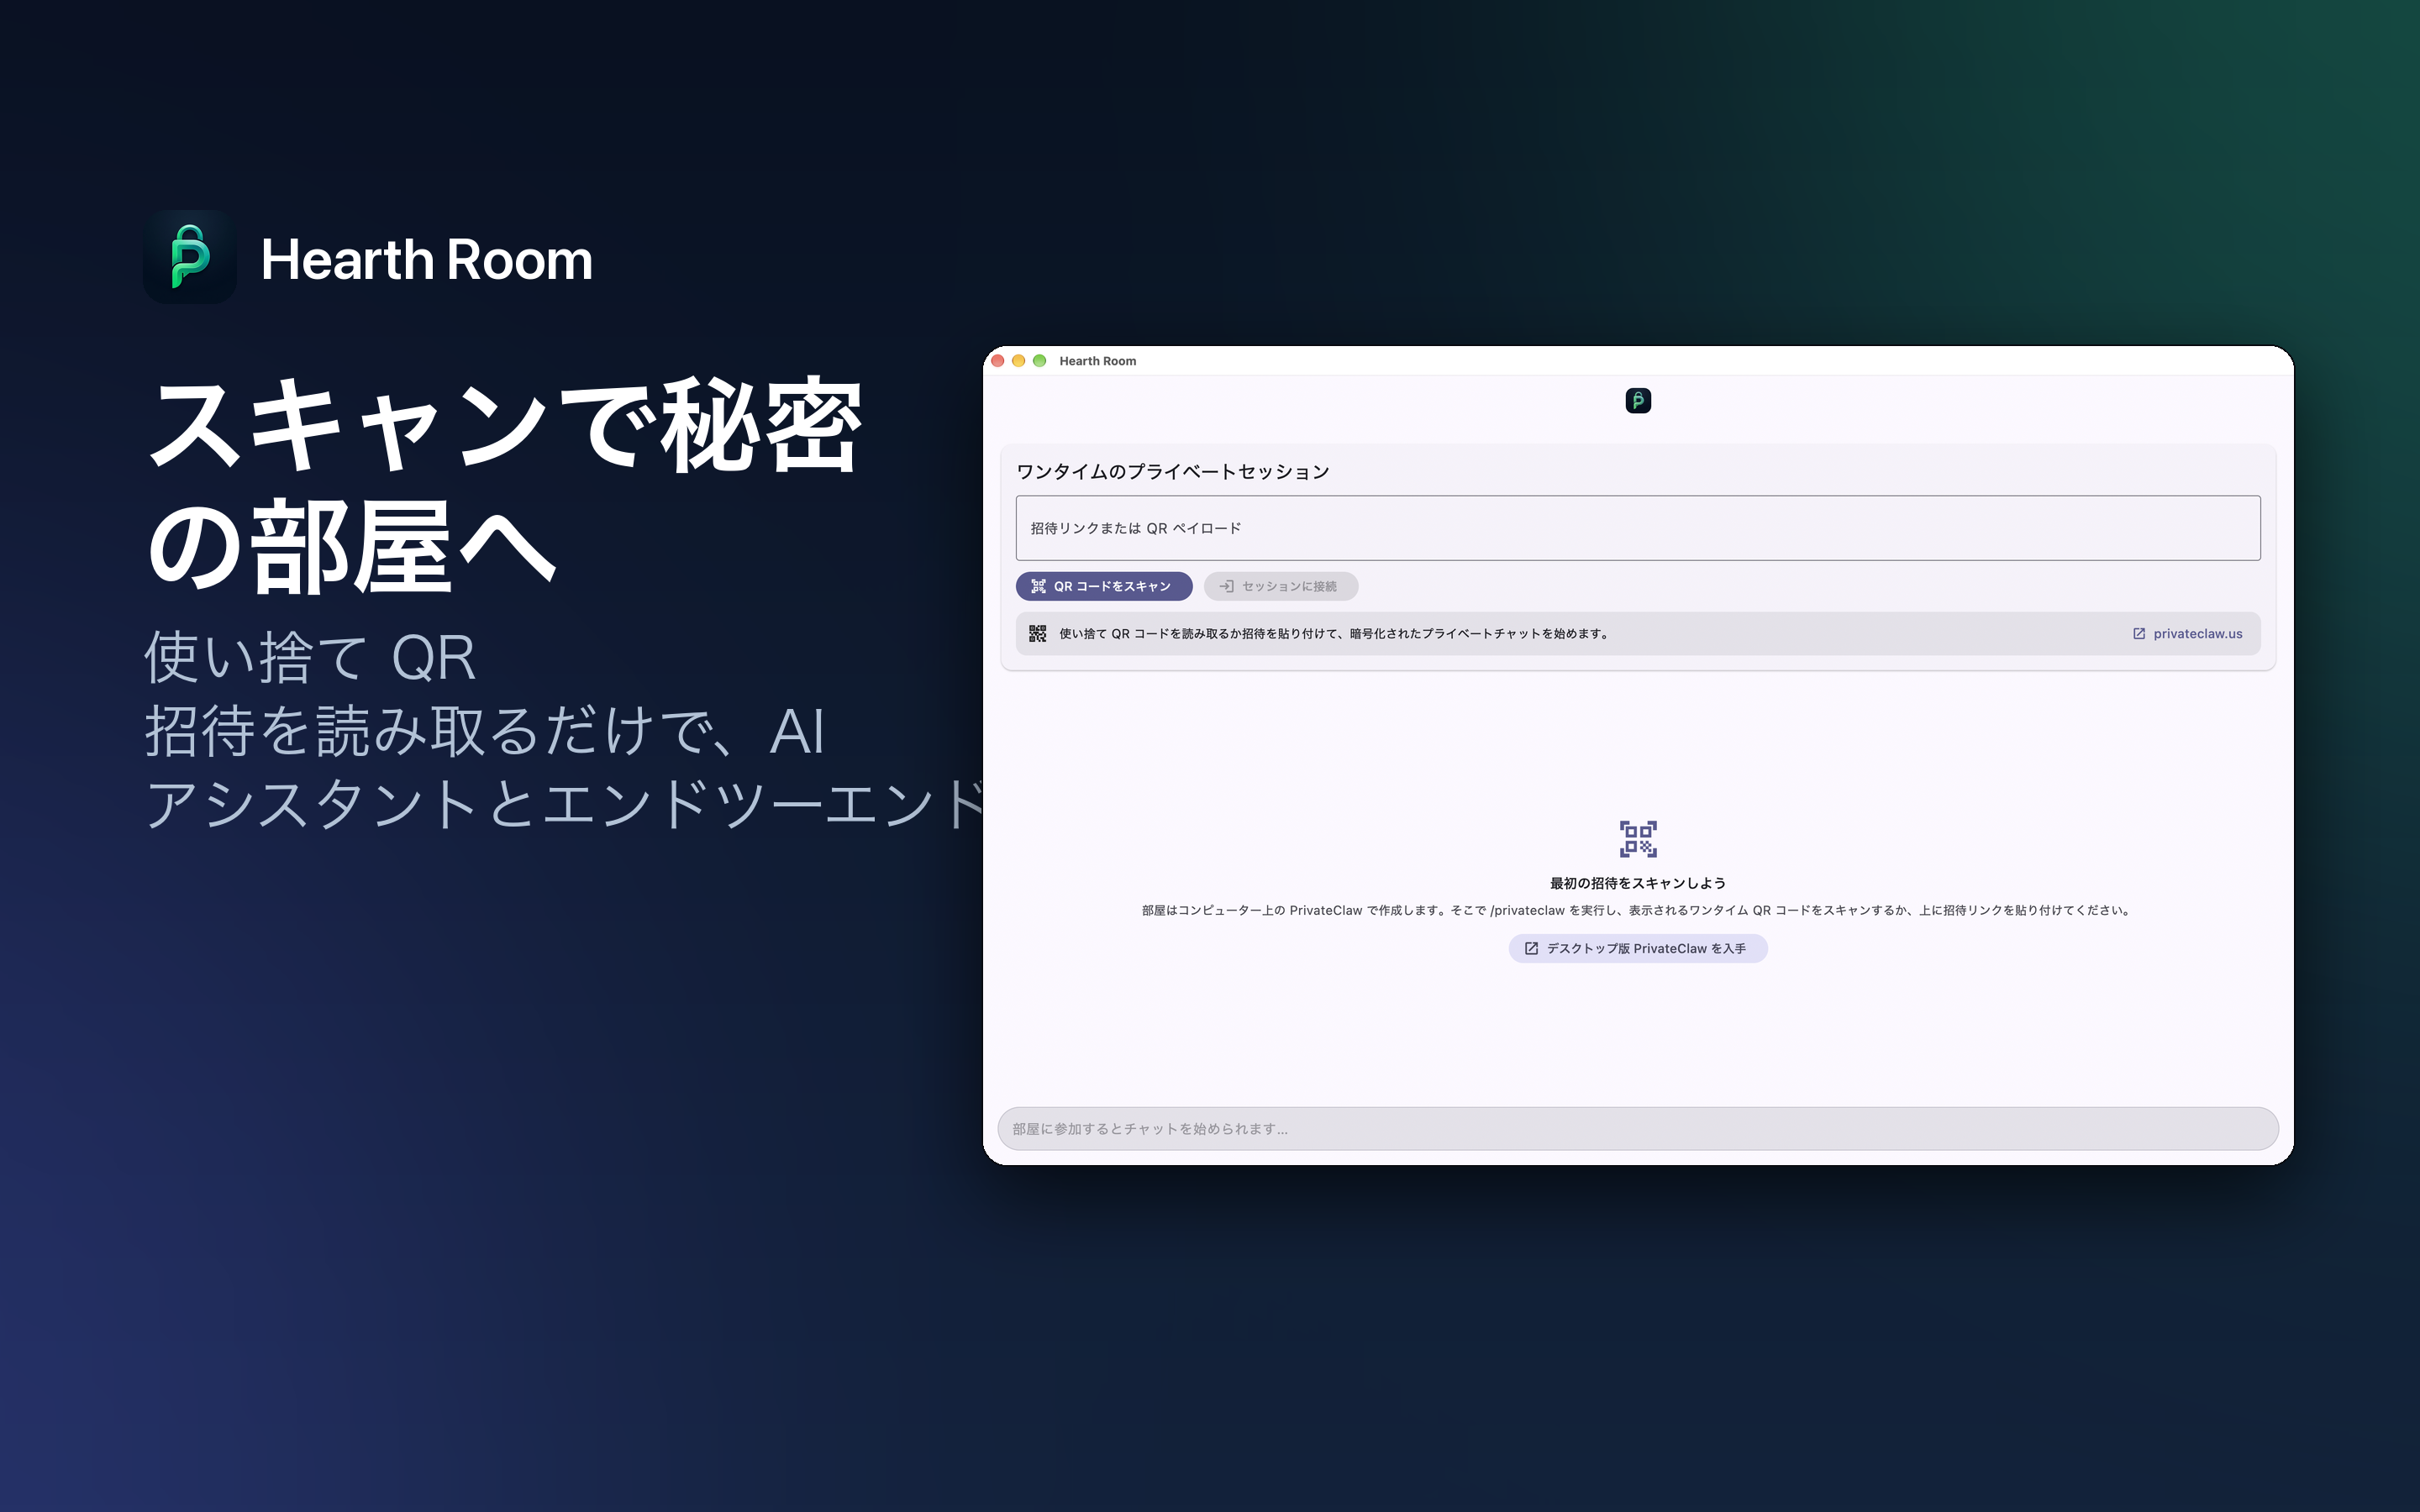 Hearth Room
スキャンで秘密
の部屋へ
使い捨て QR
招待を読み取るだけで、AI
アシスタントとエンドツーエンド
Hearth Room
ワンタイムのプライベートセッション
招待リンクまたは QR ペイロード
QR コードをスキャン
セッションに接続
使い捨て QR コードを読み取るか招待を貼り付けて、暗号化されたプライベートチャットを始めます。
privateclaw.us
最初の招待をスキャンしよう
部屋はコンピューター上の PrivateClaw で作成します。そこで /privateclaw を実行し、表示されるワンタイム QR コードをスキャンするか、上に招待リンクを貼り付けてください。
デスクトップ版 PrivateClaw を入手
部屋に参加するとチャットを始められます...